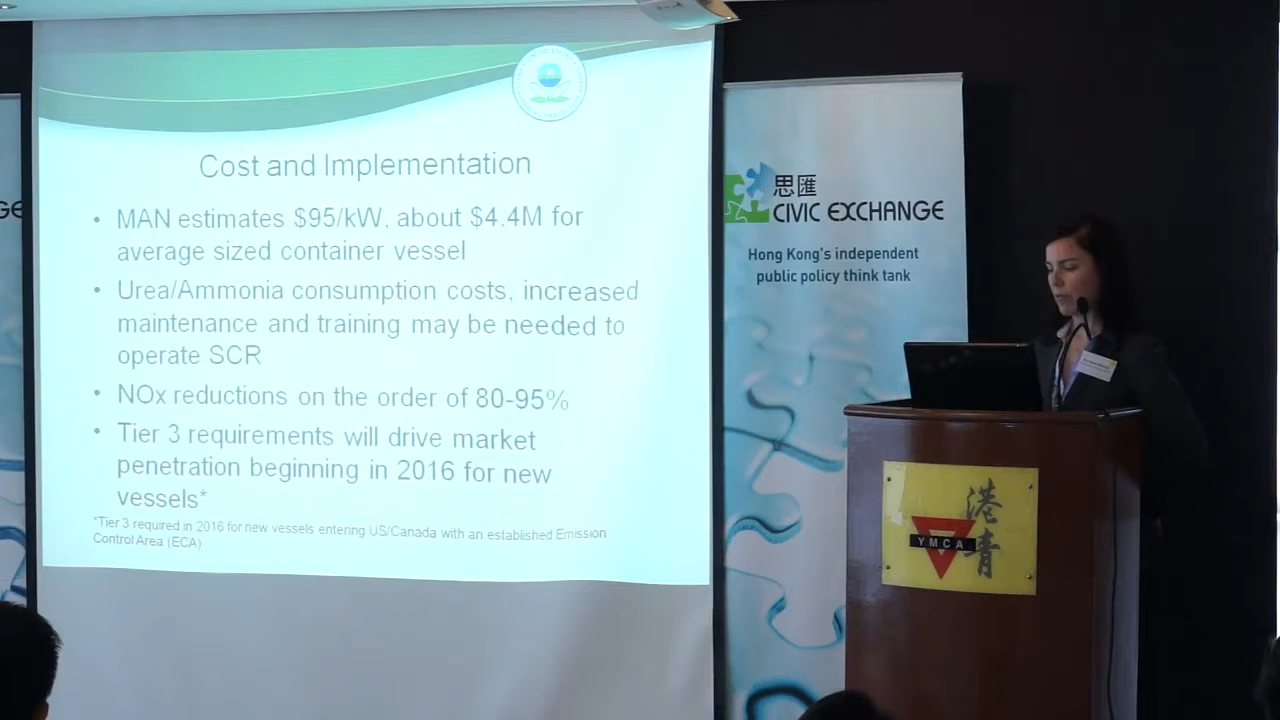 Cost and Implementation
• MAN estimates $95/kW, about $4.4M for
average sized container vessel
• Urea/Ammonia consumption costs, increased
maintenance and training may be needed to
operate SCR
• NOx reductions on the order of 80-95%
• Tier 3 requirements will drive market
penetration beginning in 2016 for new
vessels*
*Tier 3 required in 2016 for new vessels entering US/Canada with an established Emission
Control Area (ECA)
GE
思匯
CIVIC EXCHANGE
Hong Kong's independent
public policy think tank
港青
YMCA